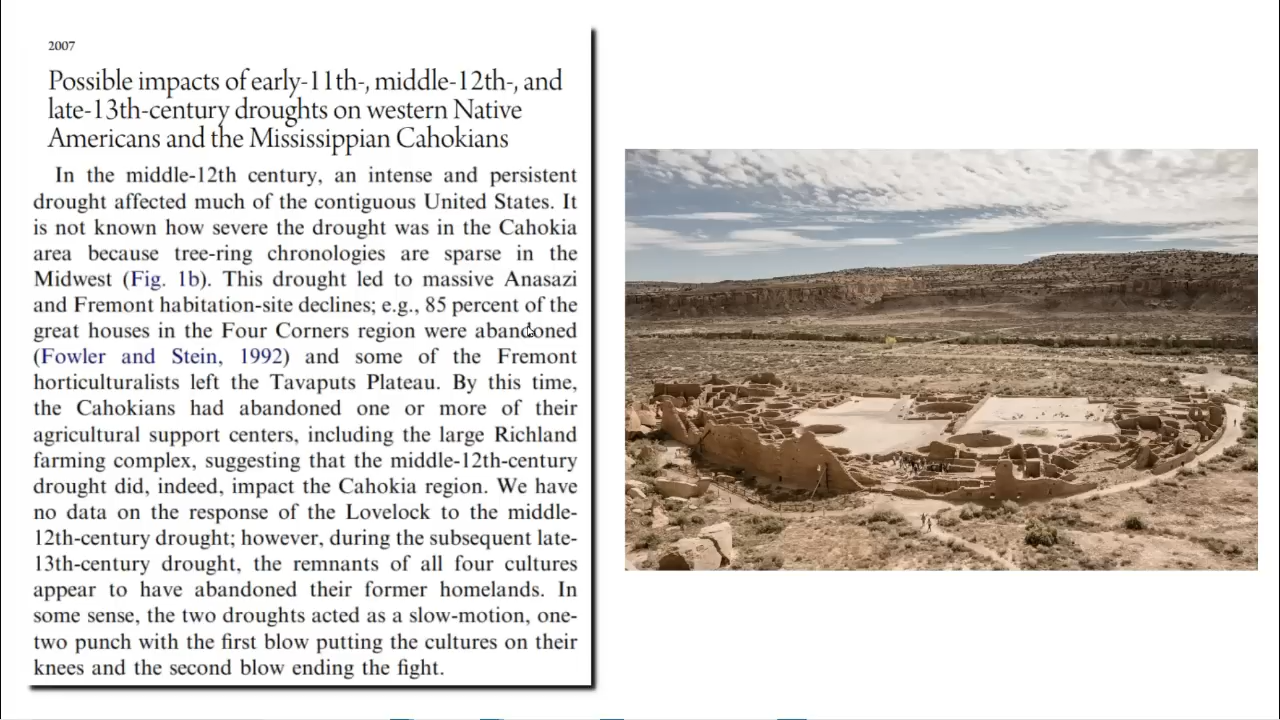 2007
Possible impacts of early-11th-, middle-12th-, and
late-13th-century droughts on western Native
Americans and the Mississippian Cahokians
In the middle-12th century, an intense and persistent
drought affected much of the contiguous United States. It
is not known how severe the drought was in the Cahokia
area because tree-ring chronologies are sparse in the
Midwest (Fig. 1b). This drought led to massive Anasazi
and Fremont habitation-site declines; e.g., 85 percent of the
great houses in the Four Corners region were abandoned
(Fowler and Stein, 1992) and some of the Fremont
horticulturalists left the Tavaputs Plateau. By this time,
the Cahokians had abandoned one or more of their
agricultural support centers, including the large Richland
farming complex, suggesting that the middle-12th-century
drought did, indeed, impact the Cahokia region. We have
no data on the response of the Lovelock to the middle-
12th-century drought; however, during the subsequent late-
13th-century drought, the remnants of all four cultures
appear to have abandoned their former homelands. In
some sense, the two droughts acted as a slow-motion, one-
two punch with the first blow putting the cultures on their
knees and the second blow ending the fight.